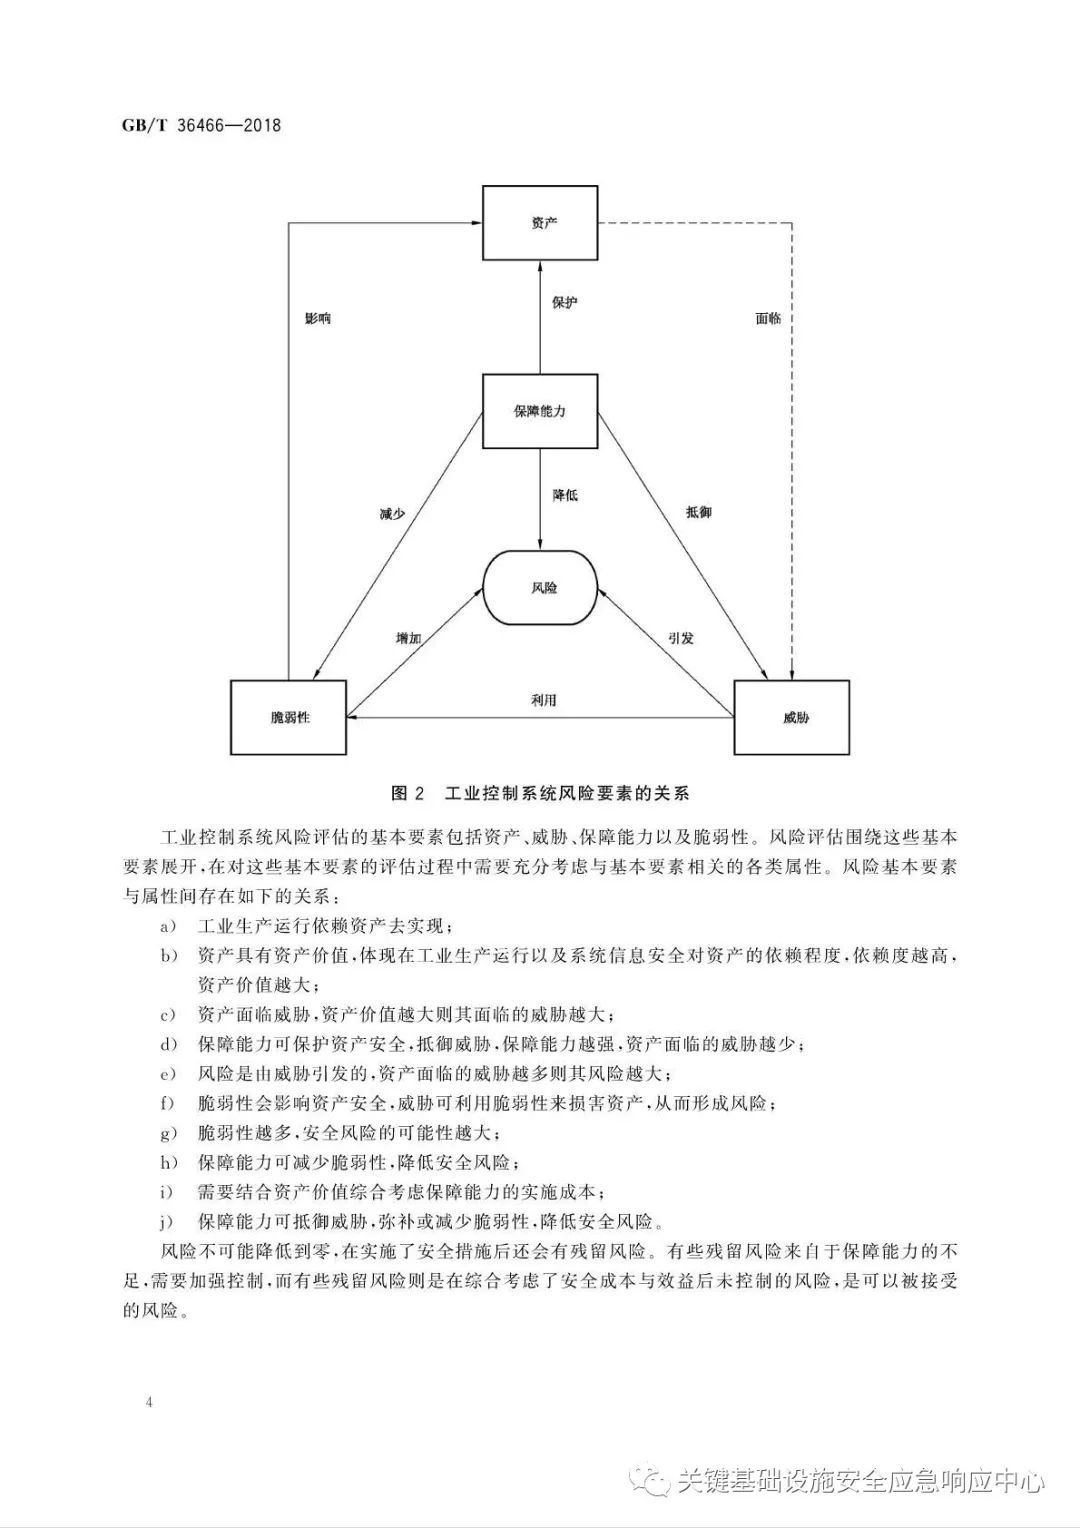 GB/T 36466—2018
资产
保护
影响
面临
保障能力
降低
减少
抵御
风险
增加
引发
利用
脆弱性
威胁
图 2 工业控制系统风险要素的关系
工业控制系统风险评估的基本要素包括资产、威胁、保障能力以及脆弱性。风险评估围绕这些基本
要素展开,在对这些基本要素的评估过程中需要充分考虑与基本要素相关的各类属性。风险基本要素
与属性间存在如下的关系:
a) 工业生产运行依赖资产去实现;
b) 资产具有资产价值,体现在工业生产运行以及系统信息安全对资产的依赖程度,依赖度越高,
资产价值越大;
c) 资产面临威胁,资产价值越大则其面临的威胁越大;
d) 保障能力可保护资产安全,抵御威胁,保障能力越强,资产面临的威胁越少;
e) 风险是由威胁引发的,资产面临的威胁越多则其风险越大;
f) 脆弱性会影响资产安全,威胁可利用脆弱性来损害资产,从而形成风险;
g) 脆弱性越多,安全风险的可能性越大;
h) 保障能力可减少脆弱性,降低安全风险;
i) 需要结合资产价值综合考虑保障能力的实施成本;
j) 保障能力可抵御威胁,弥补或减少脆弱性,降低安全风险。
风险不可能降低到零,在实施了安全措施后还会有残留风险。有些残留风险来自于保障能力的不
足,需要加强控制,而有些残留风险则是在综合考虑了安全成本与效益后未控制的风险,是可以被接受
的风险。
4
关键基础设施安全应急响应中心